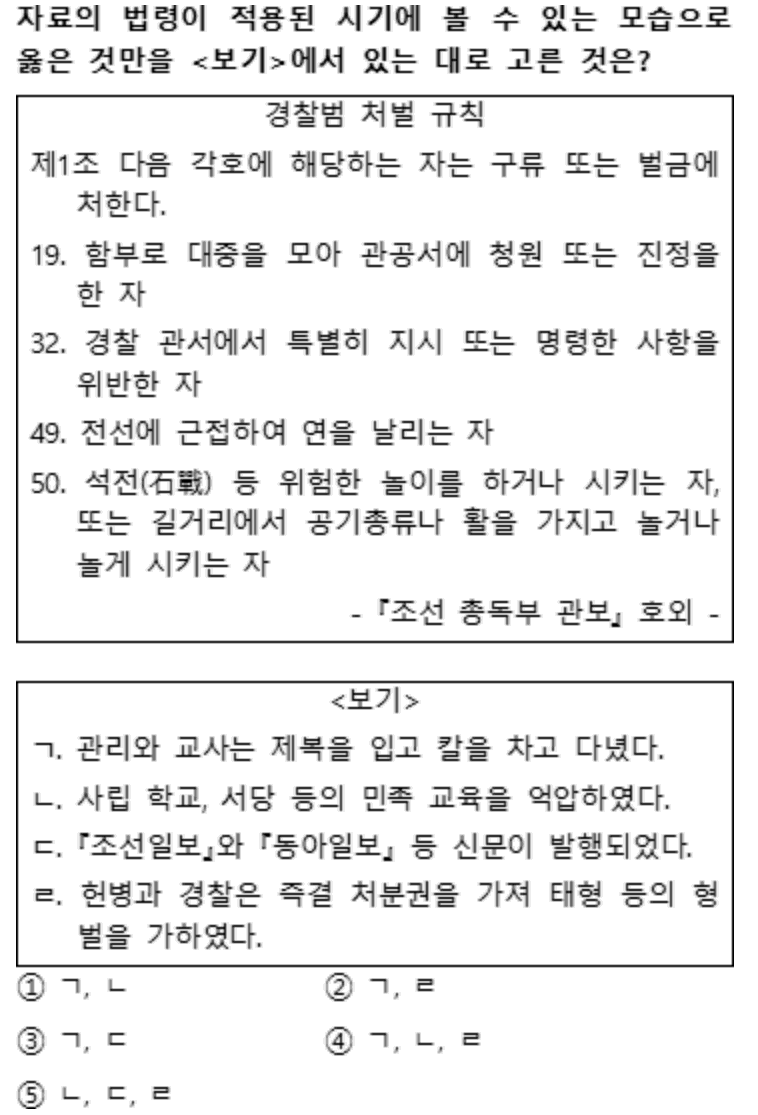 자료의 법령이 적용된 시기에 볼 수 있는 모습으로
옳은 것만을 <보기>에서 있는 대로 고른 것은?
경찰범 처벌 규칙
제1조 다음 각호에 해당하는 자는 구류 또는 벌금에
처한다.
19. 함부로 대중을 모아 관공서에 청원 또는 진정을
한 자
32. 경찰 관서에서 특별히 지시 또는 명령한 사항을
위반한 자
49. 전선에 근접하여 연을 날리는 자
50. 석전(石戰) 등 위험한 놀이를 하거나 시키는 자,
또는 길거리에서 공기총류나 활을 가지고 놀거나
놀게 시키는 자
-『조선 총독부 관보』호외 -
<보기>
ㄱ. 관리와 교사는 제복을 입고 칼을 차고 다녔다.
ㄴ. 사립 학교, 서당 등의 민족 교육을 억압하였다.
ㄷ.『조선일보』와『동아일보』등 신문이 발행되었다.
ㄹ. 헌병과 경찰은 즉결 처분권을 가져 태형 등의 형
벌을 가하였다.
① ㄱ, ㄴ ② ㄱ, ㄹ
③ ㄱ, ㄷ ④ ㄱ, ㄴ, ㄹ
⑤ ㄴ, ㄷ, ㄹ